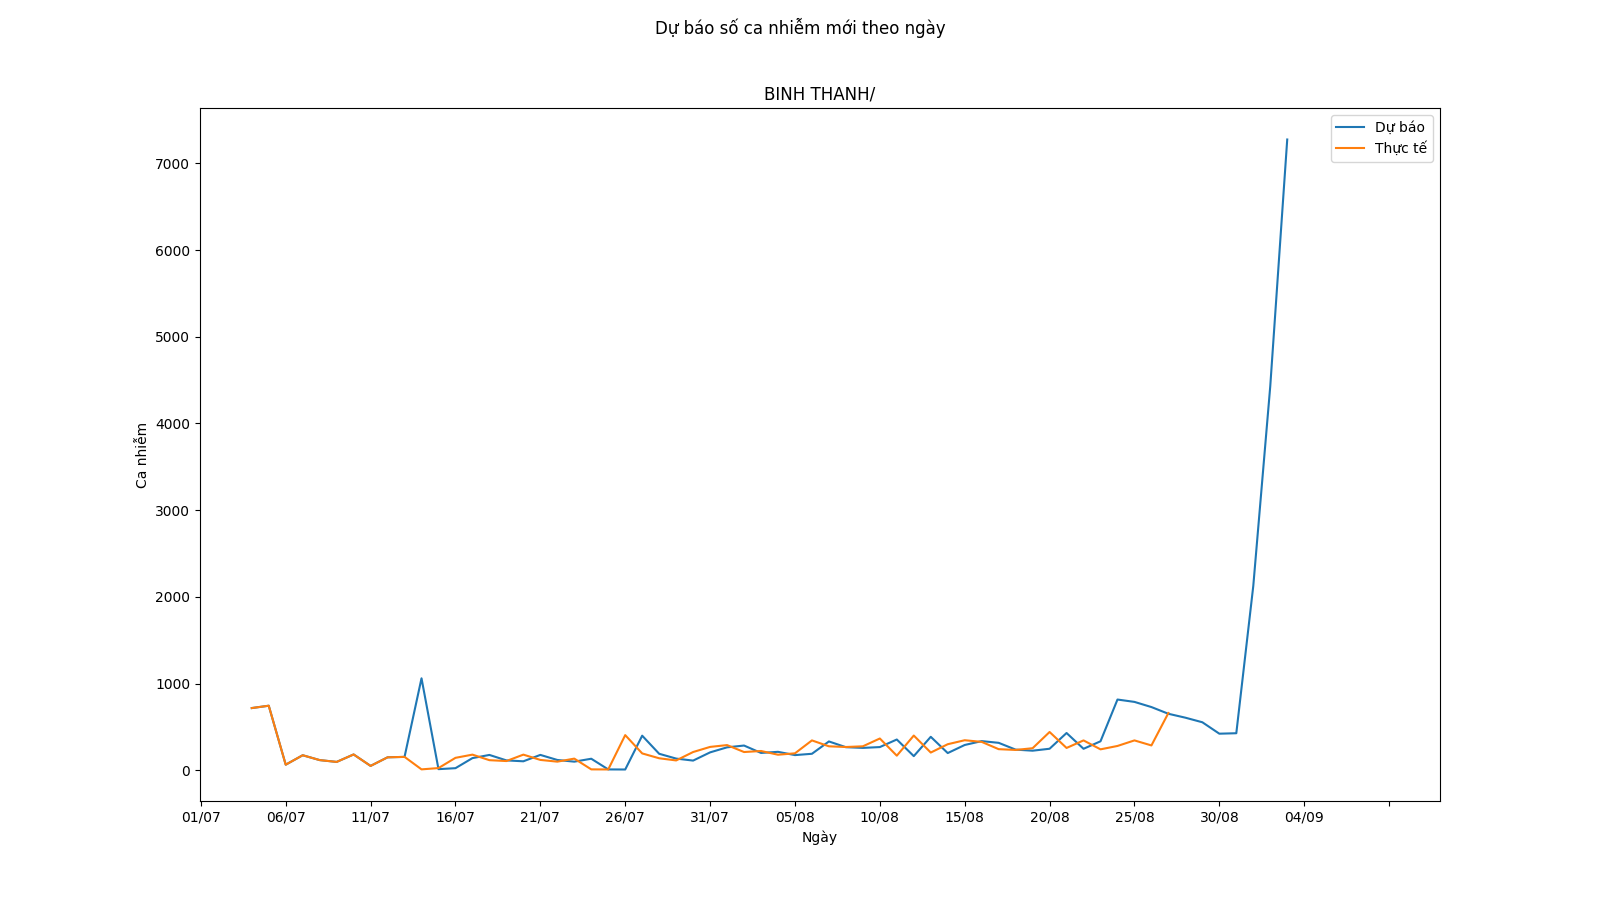 Dự báo số ca nhiễm mới theo ngày
BINH THANH/
Dự báo
Thực tế
7000
6000
5000
4000
3000
2000
1000
0
Ca nhiễm
01/07 06/07 11/07 16/07 21/07 26/07 31/07 05/08 10/08 15/08 20/08 25/08 30/08 04/09
Ngày